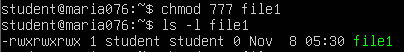 student@maria076:~$ chmod 777 file1
student@maria076:~$ ls -l file1
-rwxrwxrwx 1 student student 0 Nov  8 05:30 file1